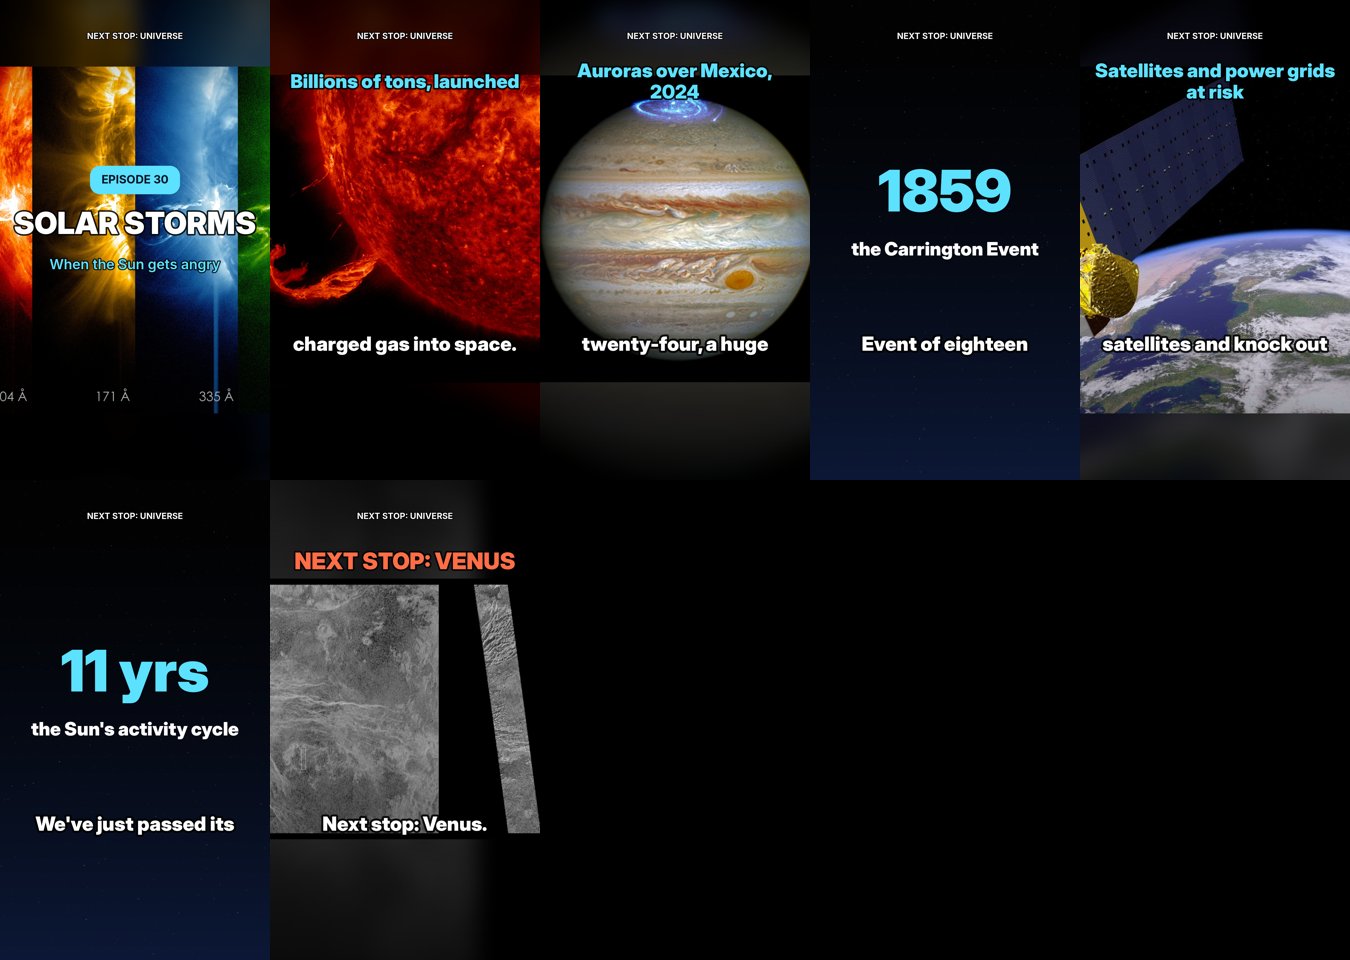 NEXT STOP: UNIVERSE
EPISODE 30
SOLAR STORMS
When the Sun gets angry
04 Å
171 Å
335 Å
NEXT STOP: UNIVERSE
Billions of tons, launched
charged gas into space.
NEXT STOP: UNIVERSE
Auroras over Mexico,
2024
twenty-four, a huge
NEXT STOP: UNIVERSE
1859
the Carrington Event
Event of eighteen
NEXT STOP: UNIVERSE
Satellites and power grids
at risk
satellites and knock out
NEXT STOP: UNIVERSE
11 yrs
the Sun's activity cycle
We've just passed its
NEXT STOP: UNIVERSE
NEXT STOP: VENUS
Next stop: Venus.